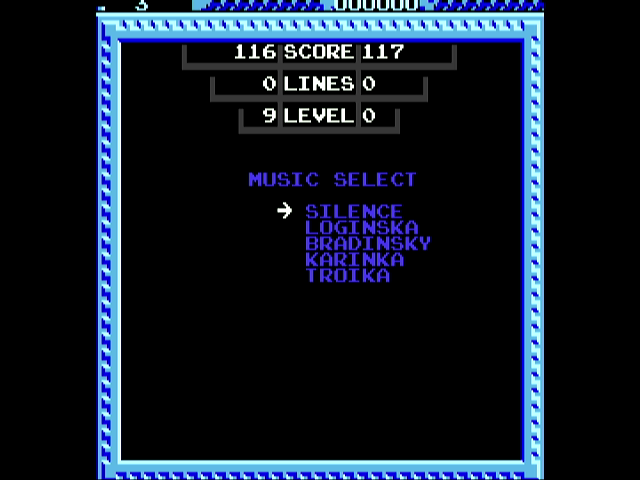 3 000000
116 SCORE 117
0 LINES 0
9 LEVEL 0
MUSIC SELECT
→ SILENCE
LOGINSKA
BRADINSKY
KARINKA
TROIKA